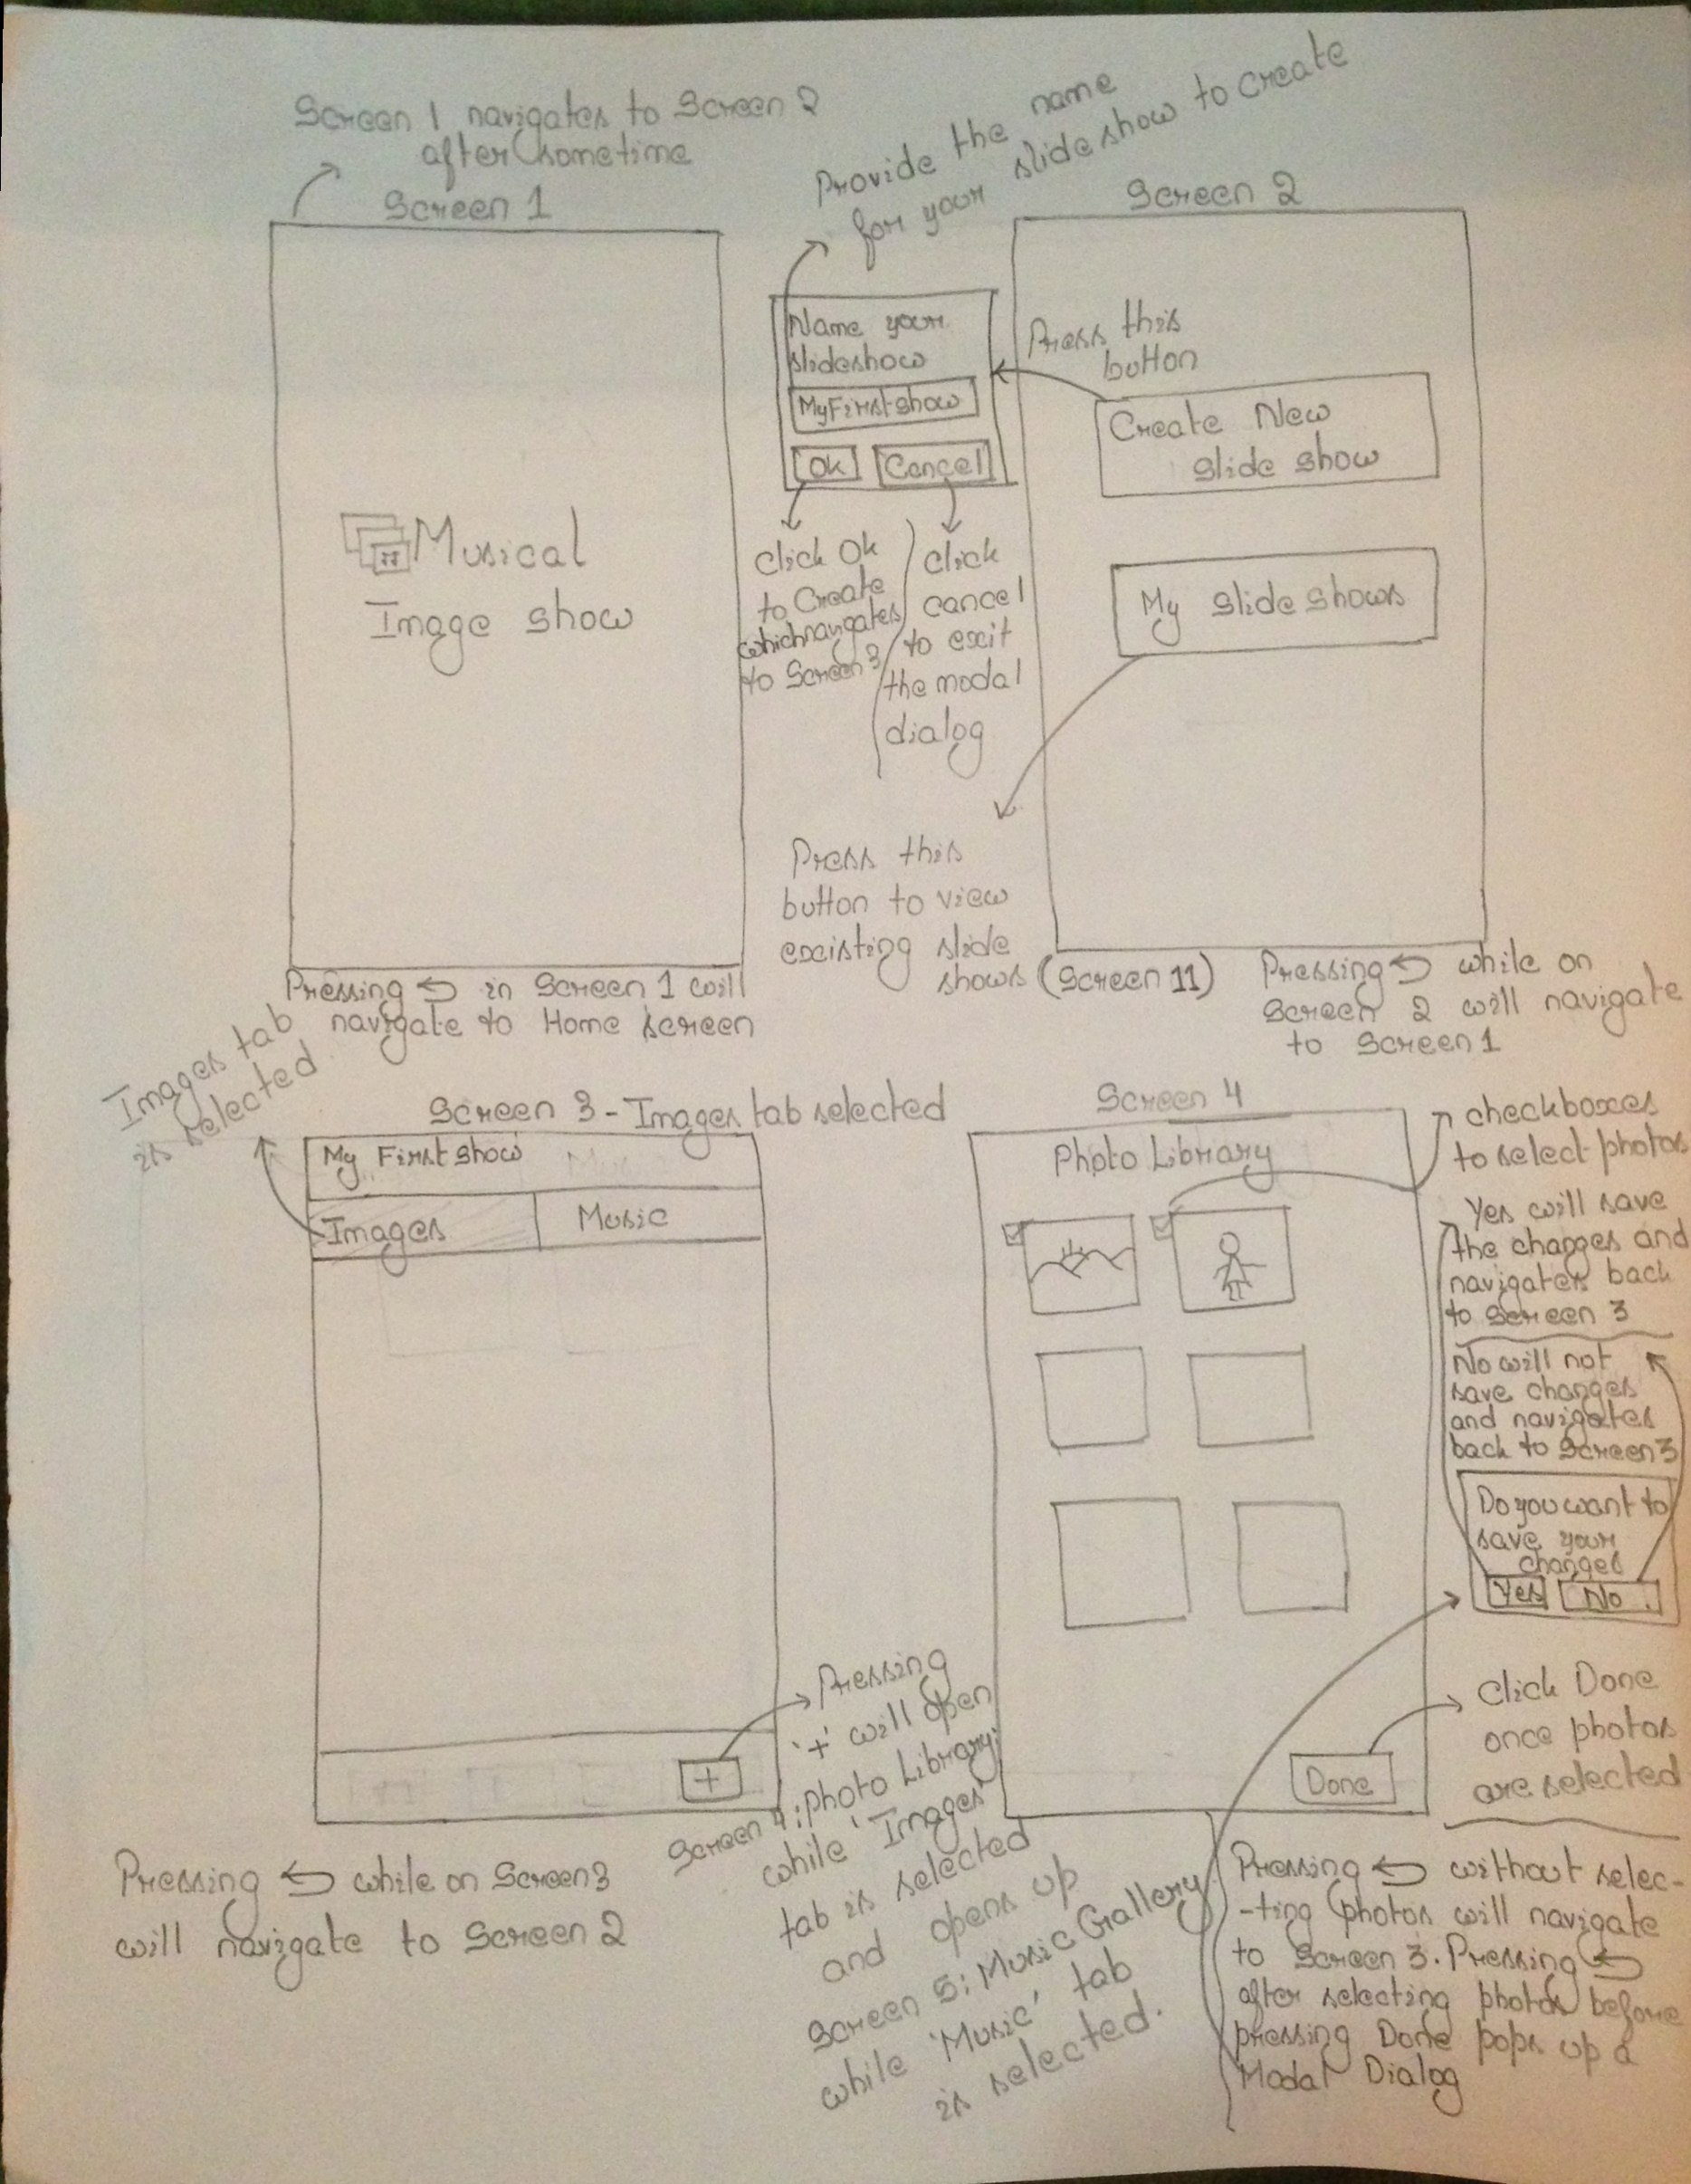 Screen 1 navigates to Screen 2
after sometime
Screen 1
Musical
Image show
Pressing ↩ in Screen 1 will
navigate to Home screen
Provide the name
for your slide show to create
Name your
slideshow
MyFirstshow
Ok Cancel
Click Ok
to Create
which navigates
to Screen 3
click
cancel
to exit
the modal
dialog
Screen 2
Press this
button
Create New
Slide Show
My Slide Shows
Press this
button to view
existing slide
shows (Screen 11)
Pressing ↩ while on
Screen 2 will navigate
to Screen 1
Images tab
is selected
Screen 3 - Images tab selected
My First Show
Images Music
+
Pressing
'+' will open
Screen 4: Photo Library
while 'Images'
tab is selected
and opens up
Screen 5: Music Gallery
while 'Music' tab
is selected.
Pressing ↩ while on Screen 3
will navigate to Screen 2
Screen 4
Photo Library
Done
checkboxes
to select photos
Yes will save
the changes and
navigates back
to Screen 3
No will not
save changes
and navigates
back to Screen 3
Do you want to
save your
changes
Yes No
Click Done
once photos
are selected
Pressing ↩ without selec-
-ting photos will navigate
to Screen 3. Pressing ↩
after selecting photos before
pressing Done pops up a
Modal Dialog